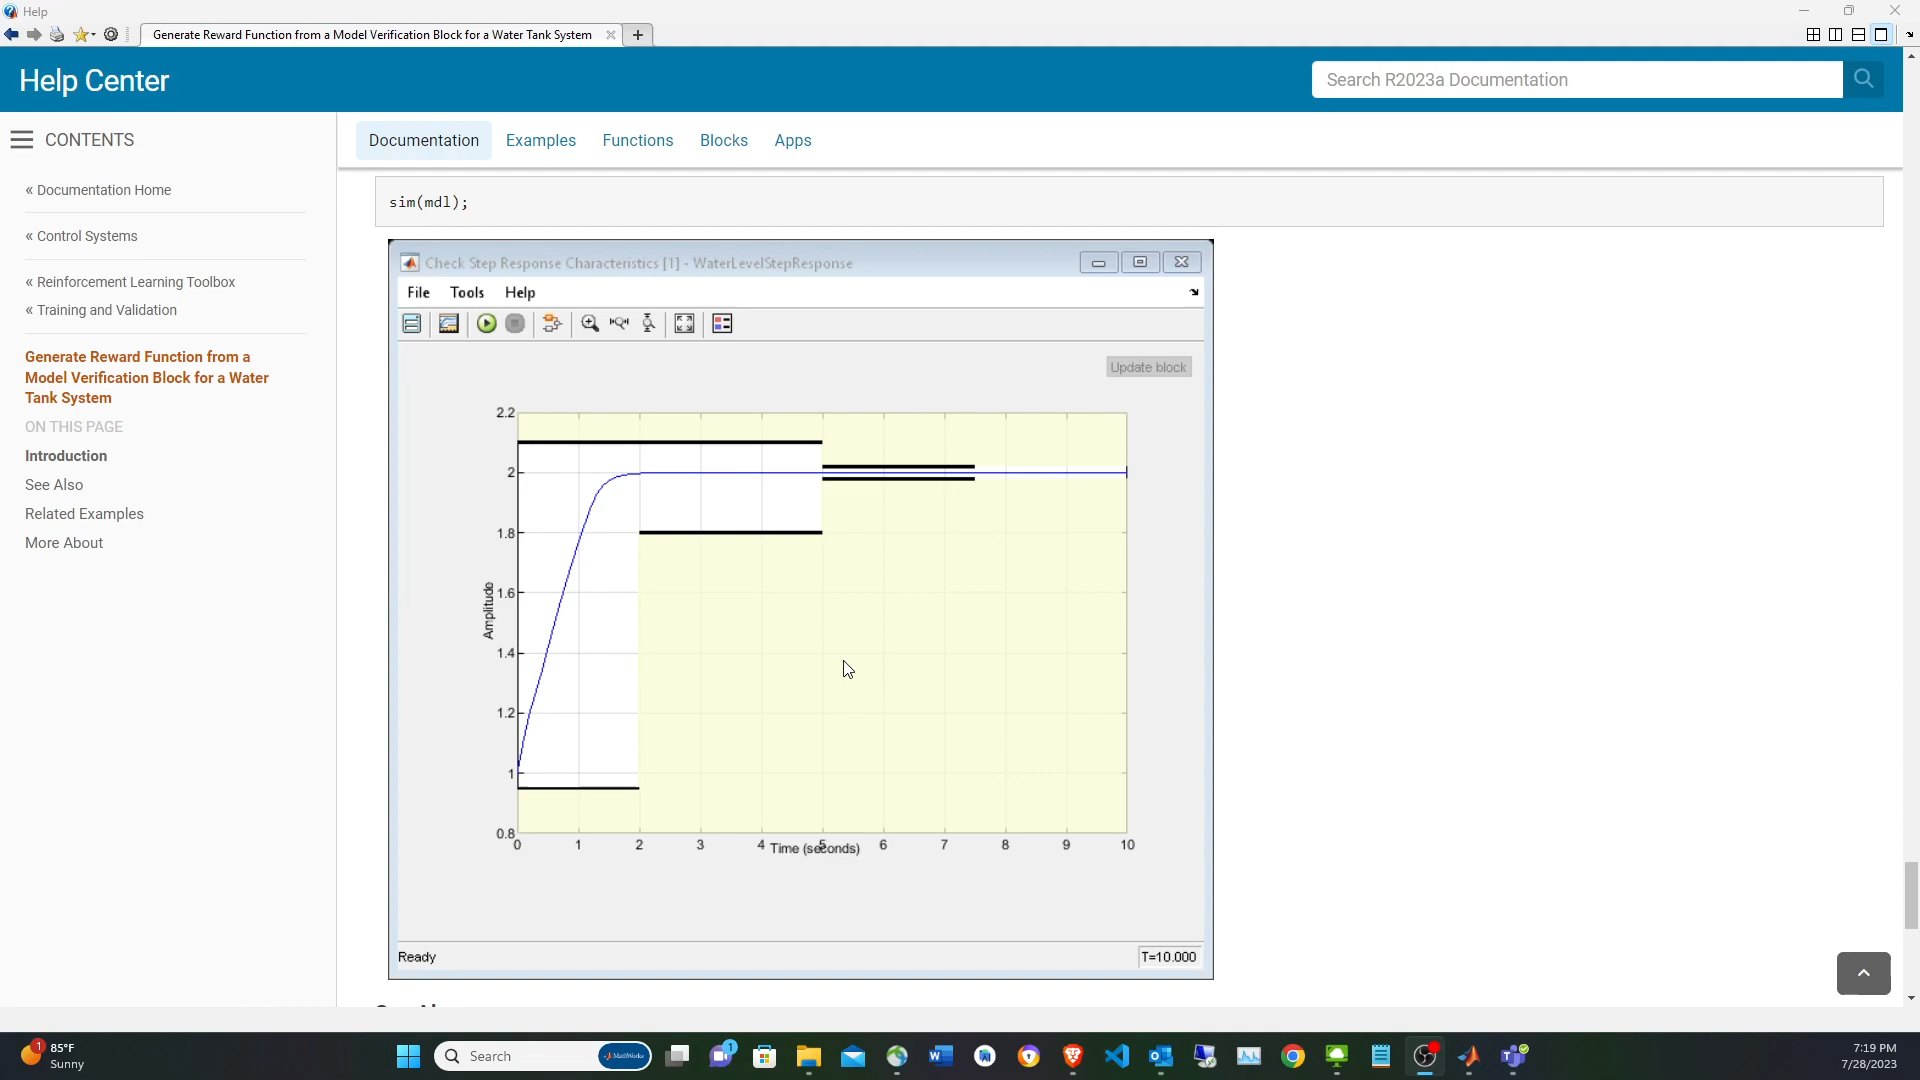 Help
Generate Reward Function from a Model Verification Block for a Water Tank System
Help Center
Search R2023a Documentation
CONTENTS
Documentation Examples Functions Blocks Apps
« Documentation Home
« Control Systems
« Reinforcement Learning Toolbox
« Training and Validation
Generate Reward Function from a
Model Verification Block for a Water
Tank System
ON THIS PAGE
Introduction
See Also
Related Examples
More About
sim(mdl);
Check Step Response Characteristics [1] - WaterLevelStepResponse
File Tools Help
Update block
2.2
2
1.8
1.6
1.4
1.2
1
0.8
Amplitude
0 1 2 3 4 5 6 7 8 9 10
Time (seconds)
Ready
T=10.000
1
85°F
Sunny
Search
MathWorks
1
7:19 PM
7/28/2023